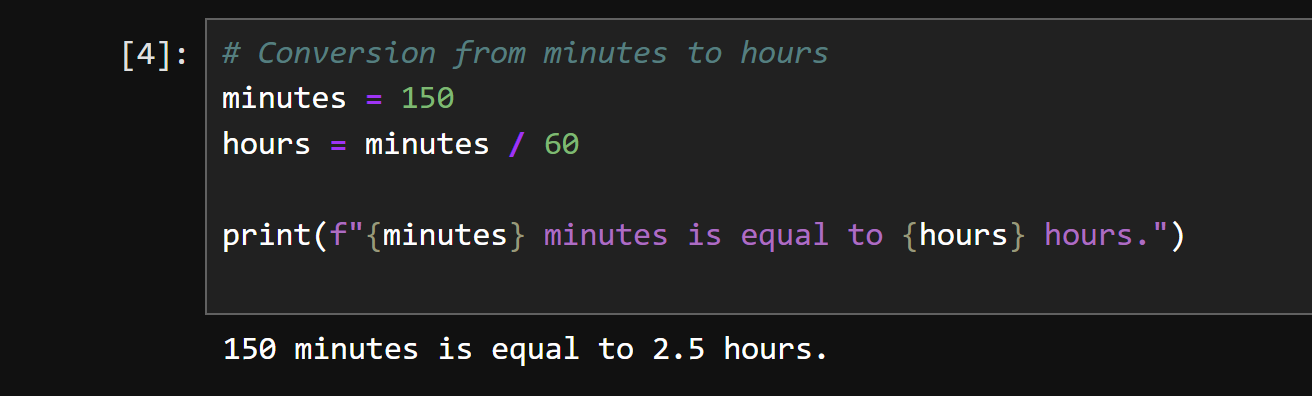 [4]:
# Conversion from minutes to hours
minutes = 150
hours = minutes / 60
print(f"{minutes} minutes is equal to {hours} hours.")
150 minutes is equal to 2.5 hours.